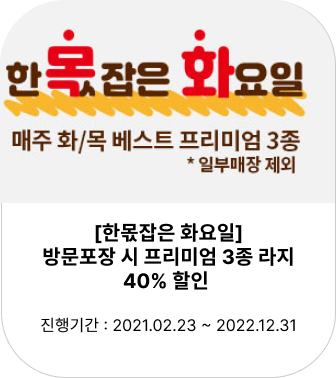 한몫잡은 화요일
매주 화/목 베스트 프리미엄 3종
* 일부매장 제외
[한몫잡은 화요일]
방문포장 시 프리미엄 3종 라지
40% 할인
진행기간 : 2021.02.23 ~ 2022.12.31